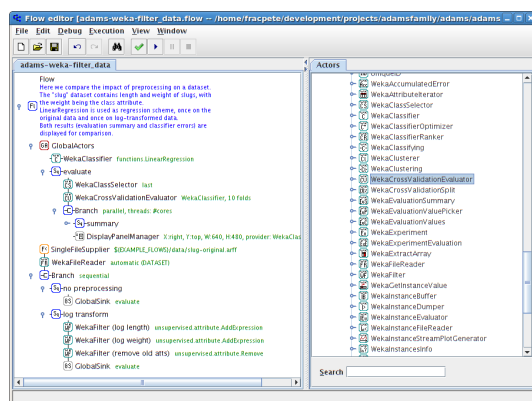 Flow editor [adams-weka-filter_data.flow -- /home/fracpete/development/projects/adamsfamily/adams/adams
File Edit Debug Execution View Window
adams-weka-filter_data
Flow
Here we compare the impact of preprocessing on a dataset.
The "slug" dataset contains length and weight of slugs, with
the weight being the class attribute.
LinearRegression is used as regression scheme, once on the
original data and once on log-transformed data.
Both results (evaluation summary and classifier errors) are
displayed for comparison.
GlobalActors
WekaClassifier functions.LinearRegression
evaluate
WekaClassSelector last
WekaCrossValidationEvaluator WekaClassifier, 10 folds
Branch parallel, threads: #cores
summary
DisplayPanelManager X:right, Y:top, W:640, H:480, provider: WekaClas
SingleFileSupplier ${EXAMPLE_FLOWS}/data/slug-original.arff
WekaFileReader automatic (DATASET)
Branch sequential
no preprocessing
GlobalSink evaluate
log transform
WekaFilter (log length) unsupervised.attribute.AddExpression
WekaFilter (log weight) unsupervised.attribute.AddExpression
WekaFilter (remove old atts) unsupervised.attribute.Remove
GlobalSink evaluate
Actors
UniqueID
WekaAccumulatedError
WekaAttributeIterator
WekaClassSelector
WekaClassifier
WekaClassifierOptimizer
WekaClassifierRanker
WekaClassifying
WekaClusterer
WekaClustering
WekaCrossValidationEvaluator
WekaCrossValidationSplit
WekaEvaluationSummary
WekaEvaluationValuePicker
WekaEvaluationValues
WekaExperiment
WekaExperimentEvaluation
WekaExtractArray
WekaFileReader
WekaFilter
WekaGetInstanceValue
WekaInstanceBuffer
WekaInstanceDumper
WekaInstanceEvaluator
WekaInstanceFileReader
WekaInstanceStreamPlotGenerator
WekaInstancesInfo
Search